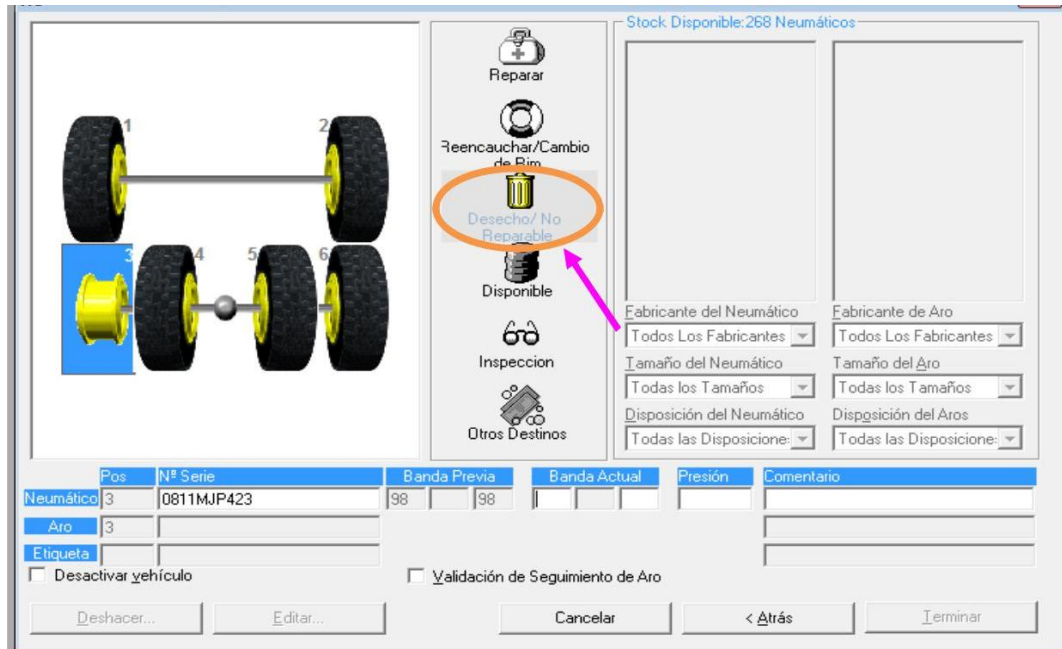 Stock Disponible:268 Neumáticos
1
2
3
4
5
6
Reparar
Reencauchar/Cambio
de Rim
Desecho/ No
Reparable
Disponible
Inspeccion
Otros Destinos
Fabricante del Neumático
Fabricante de Aro
Todos Los Fabricantes
Todos Los Fabricantes
Tamaño del Neumático
Tamaño del Aro
Todas los Tamaños
Todas los Tamaños
Disposición del Neumático
Disposición del Aros
Todas las Disposicione:
Todas las Disposicione:
Pos Nº Serie Banda Previa Banda Actual Presión Comentario
Neumático 3 0811MJP423 98 98
Aro 3
Etiqueta
Desactivar vehículo
Validación de Seguimiento de Aro
Deshacer... Editar... Cancelar < Atrás Terminar